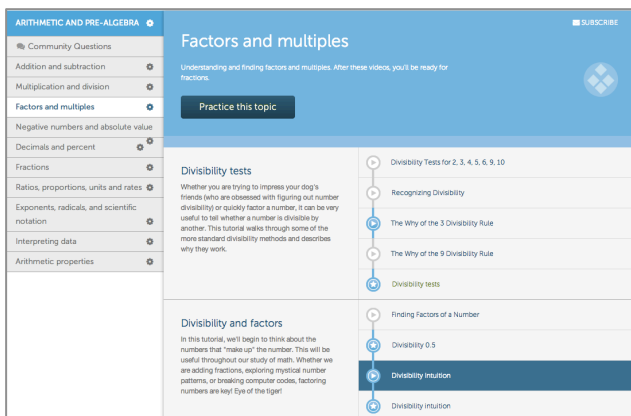 ARITHMETIC AND PRE-ALGEBRA
Community Questions
Addition and subtraction
Multiplication and division
Factors and multiples
Negative numbers and absolute value
Decimals and percent
Fractions
Ratios, proportions, units and rates
Exponents, radicals, and scientific
notation
Interpreting data
Arithmetic properties
SUBSCRIBE
Factors and multiples
Understanding and finding factors and multiples. After these videos, you'll be ready for
fractions.
Practice this topic
Divisibility tests
Whether you are trying to impress your dog's
friends (who are obsessed with figuring out number
divisibility) or quickly factor a number, it can be very
useful to tell whether a number is divisible by
another. This tutorial walks through some of the
more standard divisibility methods and describes
why they work.
Divisibility Tests for 2, 3, 4, 5, 6, 9, 10
Recognizing Divisibility
The Why of the 3 Divisibility Rule
The Why of the 9 Divisibility Rule
Divisibility tests
Divisibility and factors
In this tutorial, we'll begin to think about the
numbers that "make up" the number. This will be
useful throughout our study of math. Whether we
are adding fractions, exploring mystical number
patterns, or breaking computer codes, factoring
numbers are key! Eye of the tiger!
Finding Factors of a Number
Divisibility 0.5
Divisibility intuition
Divisibility intuition